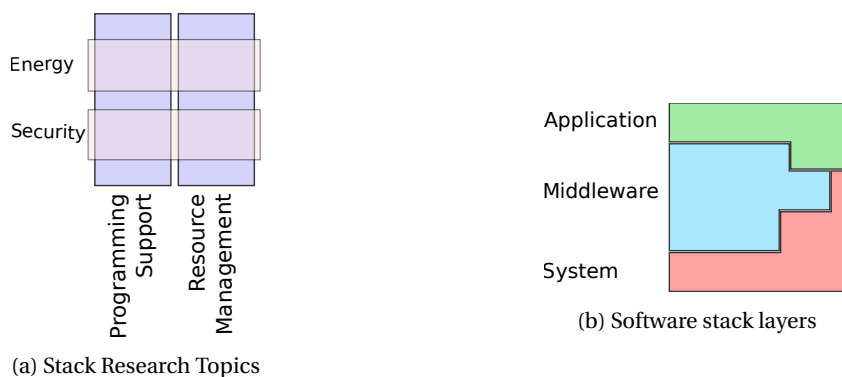 Energy
Security
Programming
Support
Resource
Management
(a) Stack Research Topics
Application
Middleware
System
(b) Software stack layers